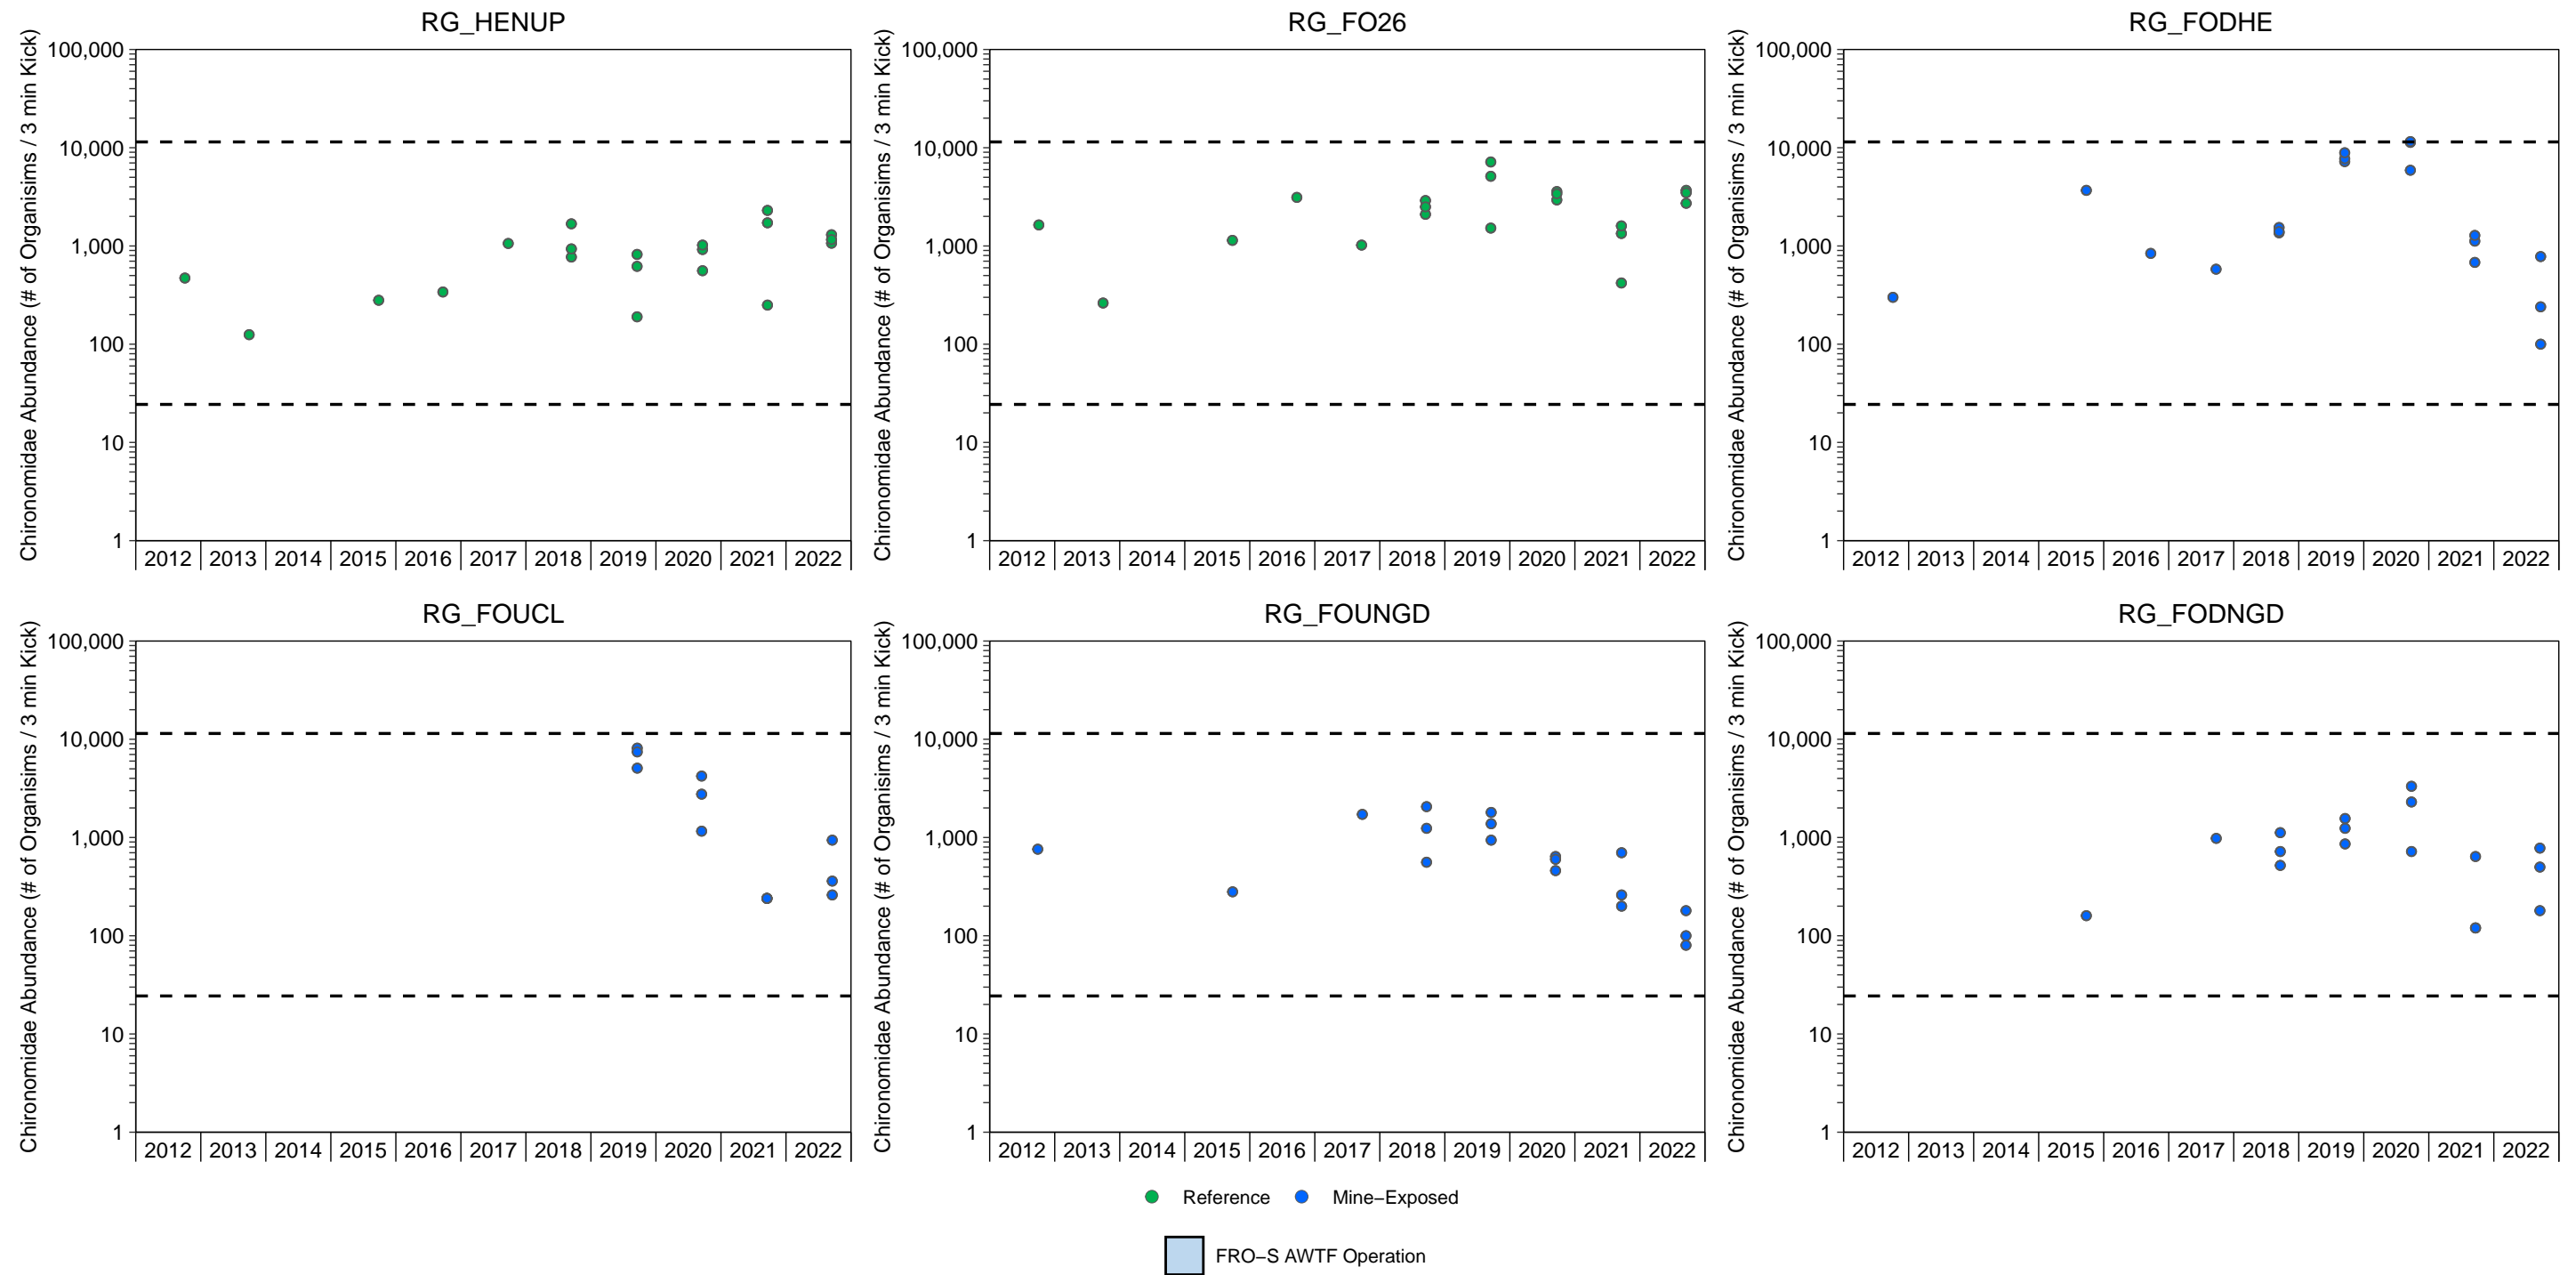 RG_HENUP
Chironomidae Abundance (# of Organisims / 3 min Kick)
100,000
10,000
1,000
100
10
1
2012 2013 2014 2015 2016 2017 2018 2019 2020 2021 2022
RG_FO26
Chironomidae Abundance (# of Organisims / 3 min Kick)
100,000
10,000
1,000
100
10
1
2012 2013 2014 2015 2016 2017 2018 2019 2020 2021 2022
RG_FODHE
Chironomidae Abundance (# of Organisims / 3 min Kick)
100,000
10,000
1,000
100
10
1
2012 2013 2014 2015 2016 2017 2018 2019 2020 2021 2022
RG_FOUCL
Chironomidae Abundance (# of Organisims / 3 min Kick)
100,000
10,000
1,000
100
10
1
2012 2013 2014 2015 2016 2017 2018 2019 2020 2021 2022
RG_FOUNGD
Chironomidae Abundance (# of Organisims / 3 min Kick)
100,000
10,000
1,000
100
10
1
2012 2013 2014 2015 2016 2017 2018 2019 2020 2021 2022
RG_FODNGD
Chironomidae Abundance (# of Organisims / 3 min Kick)
100,000
10,000
1,000
100
10
1
2012 2013 2014 2015 2016 2017 2018 2019 2020 2021 2022
Reference Mine−Exposed
FRO−S AWTF Operation